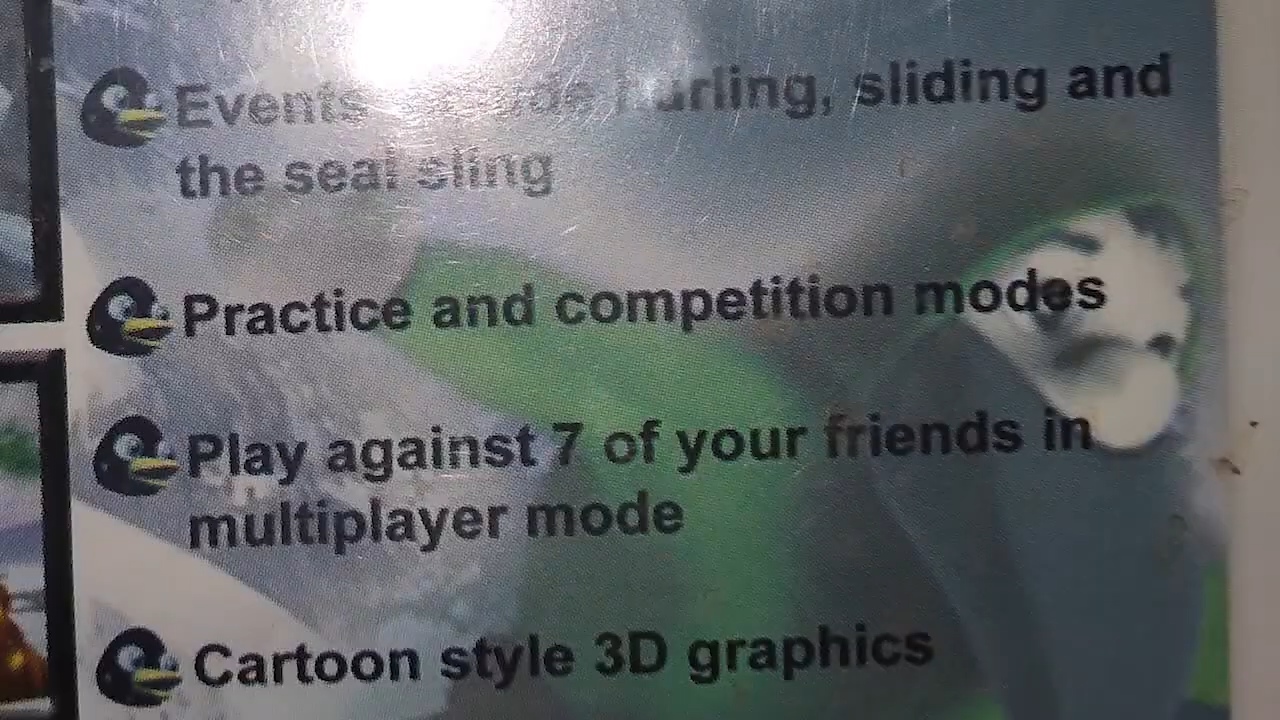 Events hurling, sliding and
the seal sling
Practice and competition modes
Play against 7 of your friends in
multiplayer mode
Cartoon style 3D graphics